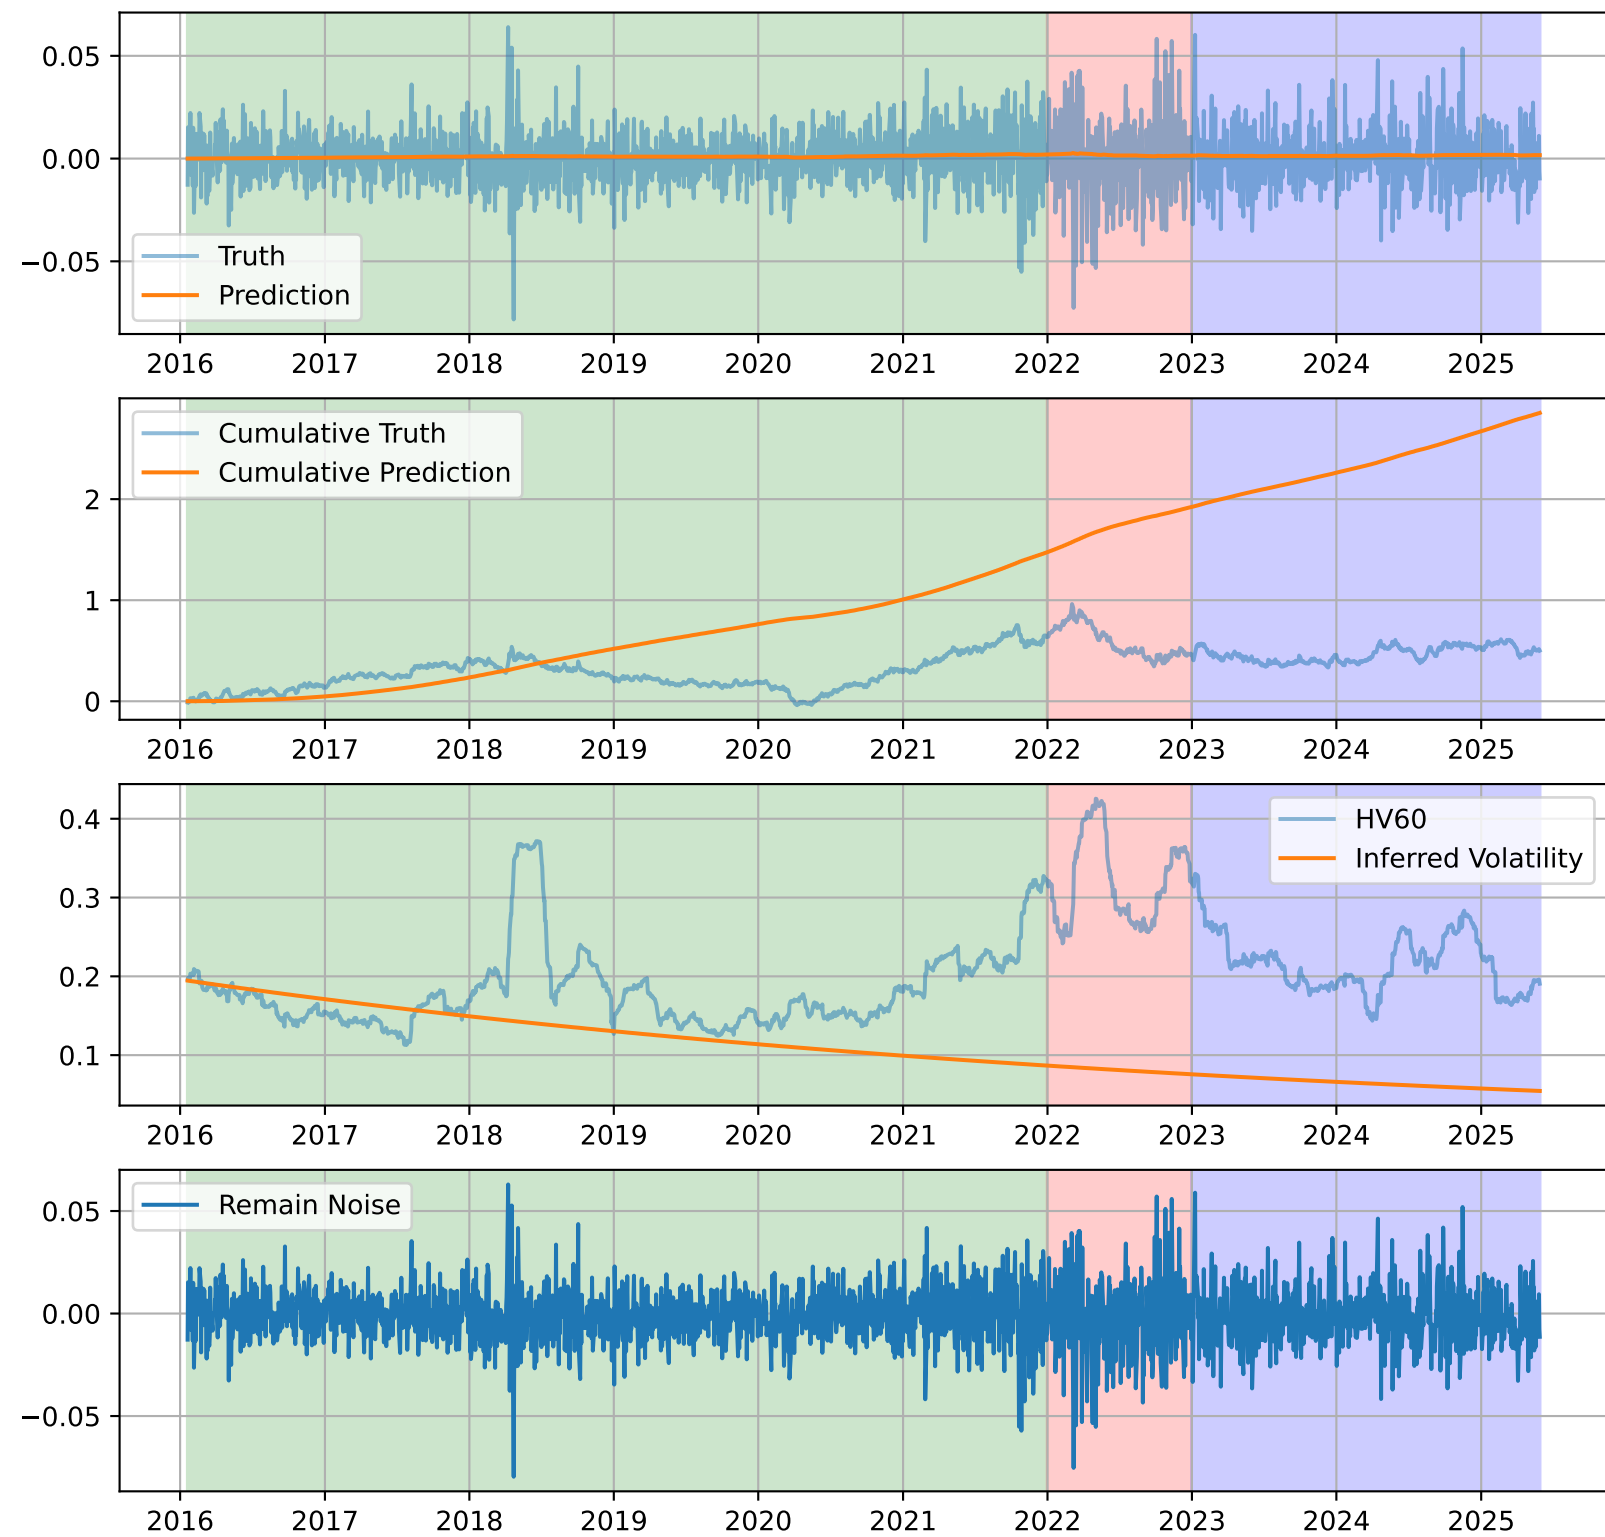 0.05
0.00
−0.05
Truth
Prediction
2016 2017 2018 2019 2020 2021 2022 2023 2024 2025
Cumulative Truth
Cumulative Prediction
2
1
0
2016 2017 2018 2019 2020 2021 2022 2023 2024 2025
0.4
0.3
0.2
0.1
HV60
Inferred Volatility
2016 2017 2018 2019 2020 2021 2022 2023 2024 2025
Remain Noise
0.05
0.00
−0.05
2016 2017 2018 2019 2020 2021 2022 2023 2024 2025